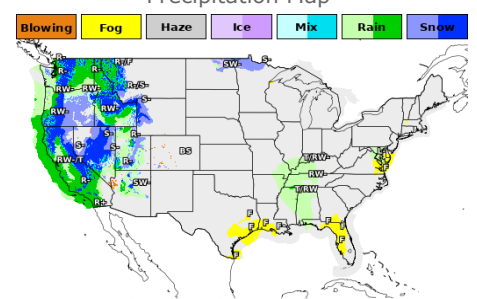 Precipitation Map
Blowing Fog Haze Ice Mix Rain Snow
R- R-/F SW- S-
R- R-
RW- RW- R-/S-
S-
RW- RW-
S- R-
S- S- BS
RW-/T R- T/RW-
R- SW- RW-
R+ T/RW
F
F F
F F F F-
F
F
F